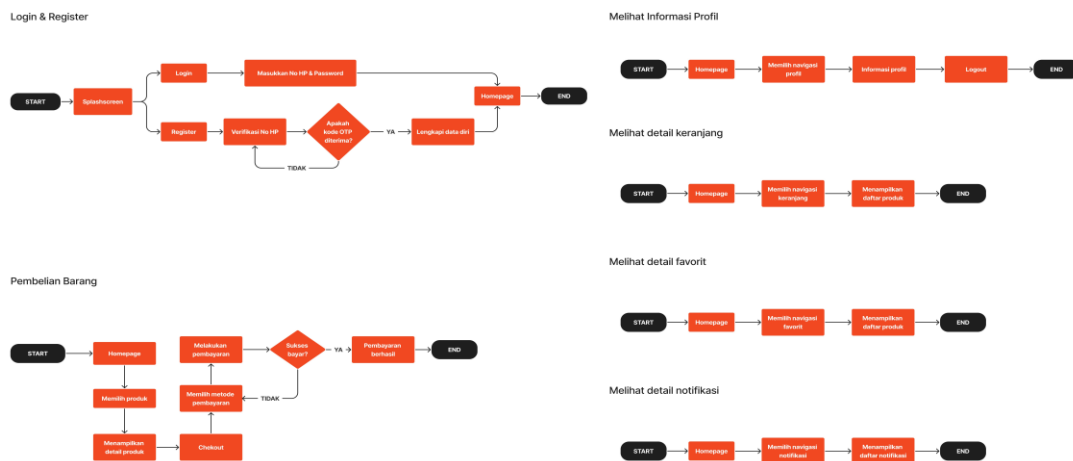 Login & Register
START
Splashscreen
Login
Masukkan No HP & Password
Register
Verifikasi No HP
Apakah
kode OTP
diterima?
YA
TIDAK
Lengkapi data diri
Homepage
END
Pembelian Barang
START
Homepage
Memilih produk
Menampilkan
detail produk
Chekout
Memilih metode
pembayaran
Melakukan
pembayaran
Sukses
bayar?
YA
TIDAK
Pembayaran
berhasil
END
Melihat Informasi Profil
START
Homepage
Memilih navigasi
profil
Informasi profil
Logout
END
Melihat detail keranjang
START
Homepage
Memilih navigasi
keranjang
Menampilkan
daftar produk
END
Melihat detail favorit
START
Homepage
Memilih navigasi
favorit
Menampilkan
daftar produk
END
Melihat detail notifikasi
START
Homepage
Memilih navigasi
notifikasi
Menampilkan
daftar notifikasi
END